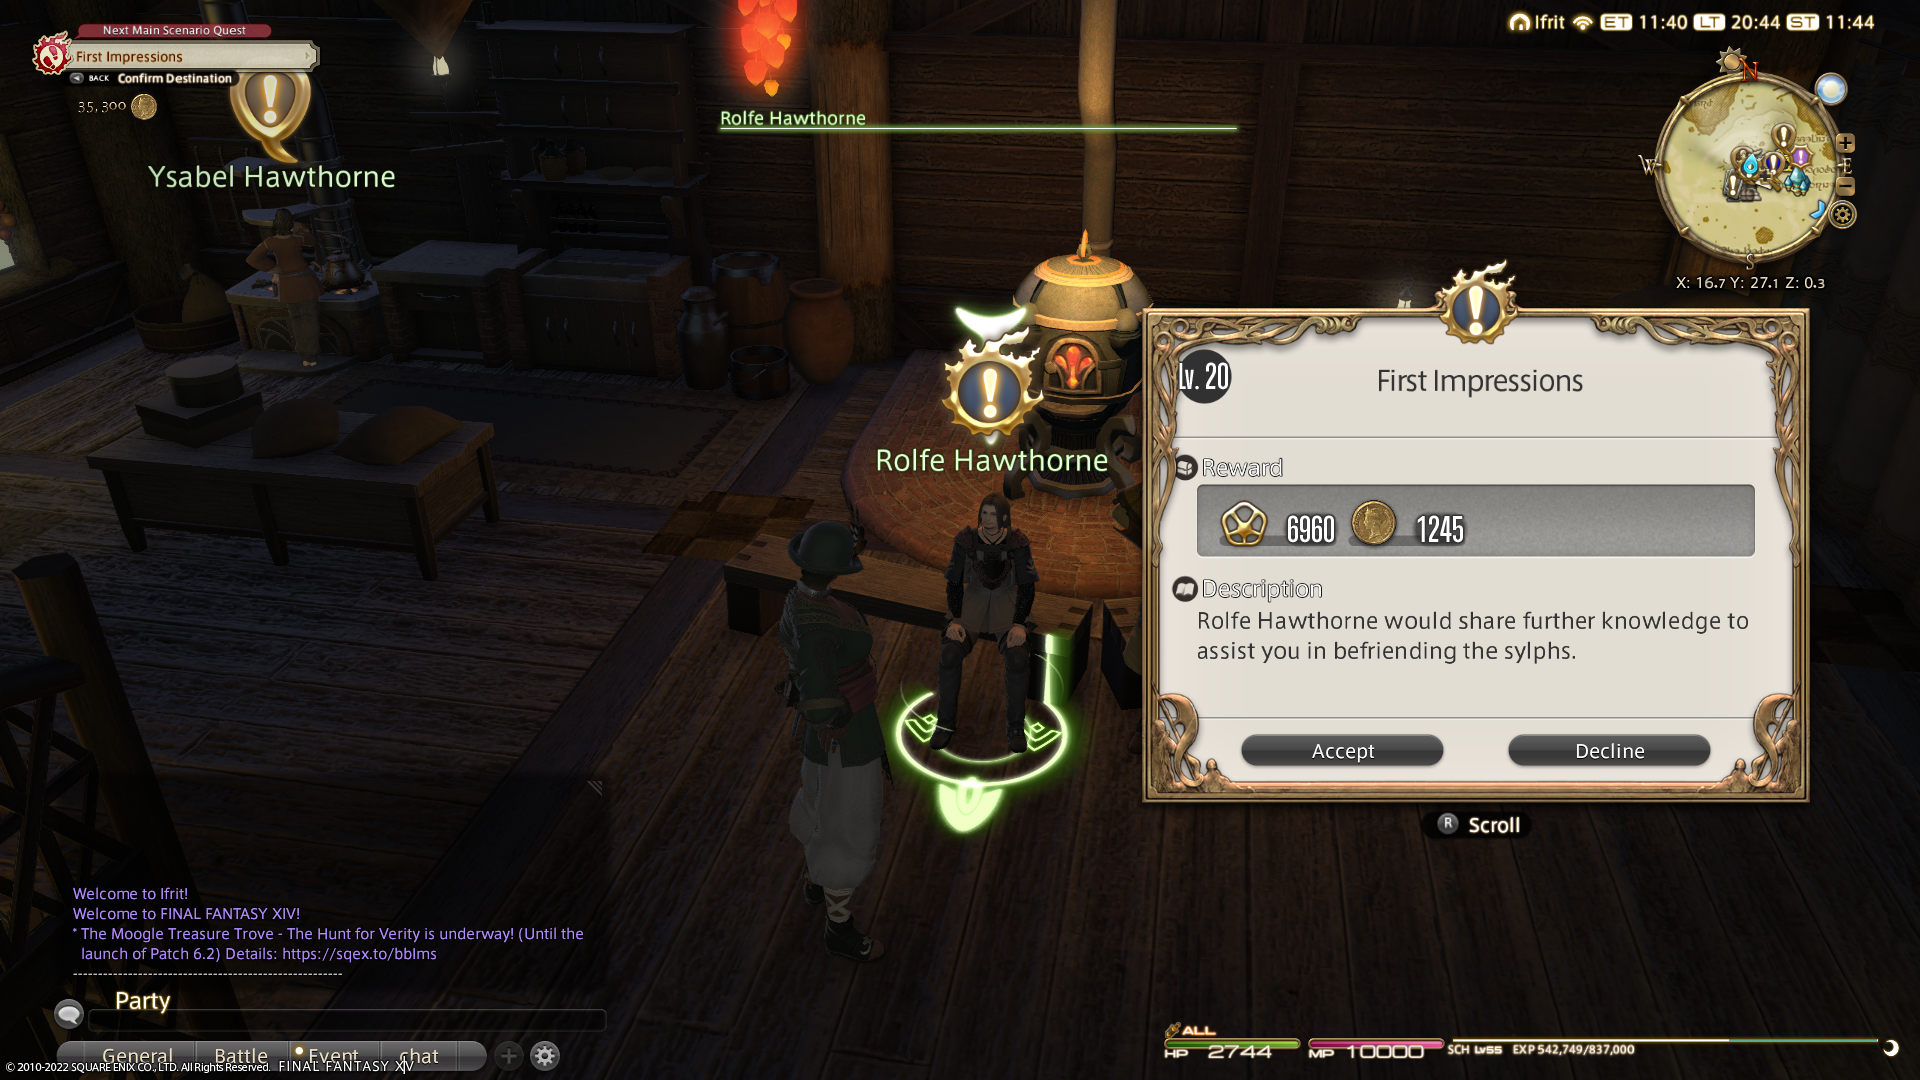 Next Main Scenario Quest
First Impressions
BACK Confirm Destination
35,300
Ysabel Hawthorne
Rolfe Hawthorne
Ifrit ET 11:40 LT 20:44 ST 11:44
N
W
E
S
X: 16.7 Y: 27.1 Z: 0.3
Rolfe Hawthorne
Lv. 20
First Impressions
Reward
6960 1245
Description
Rolfe Hawthorne would share further knowledge to
assist you in befriending the sylphs.
Accept Decline
R Scroll
Welcome to Ifrit!
Welcome to FINAL FANTASY XIV!
* The Moogle Treasure Trove - The Hunt for Verity is underway! (Until the
launch of Patch 6.2) Details: https://sqex.to/bbIms
Party
General Battle Event chat
© 2010-2022 SQUARE ENIX CO., LTD. All Rights Reserved. FINAL FANTASY XIV
ALL
HP 2744 MP 10000 SCH Lv55 EXP 542,749/837,000